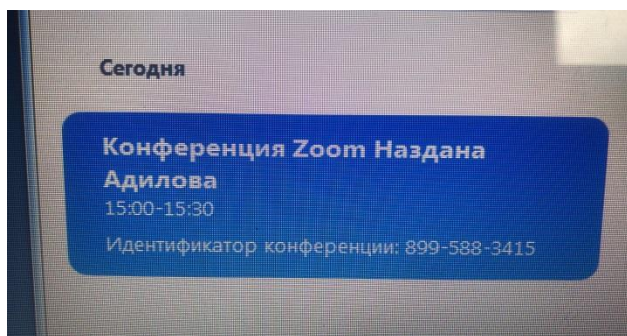 Сегодня
Конференция Zoom Наздана
Адилова
15:00-15:30
Идентификатор конференции: 899-588-3415